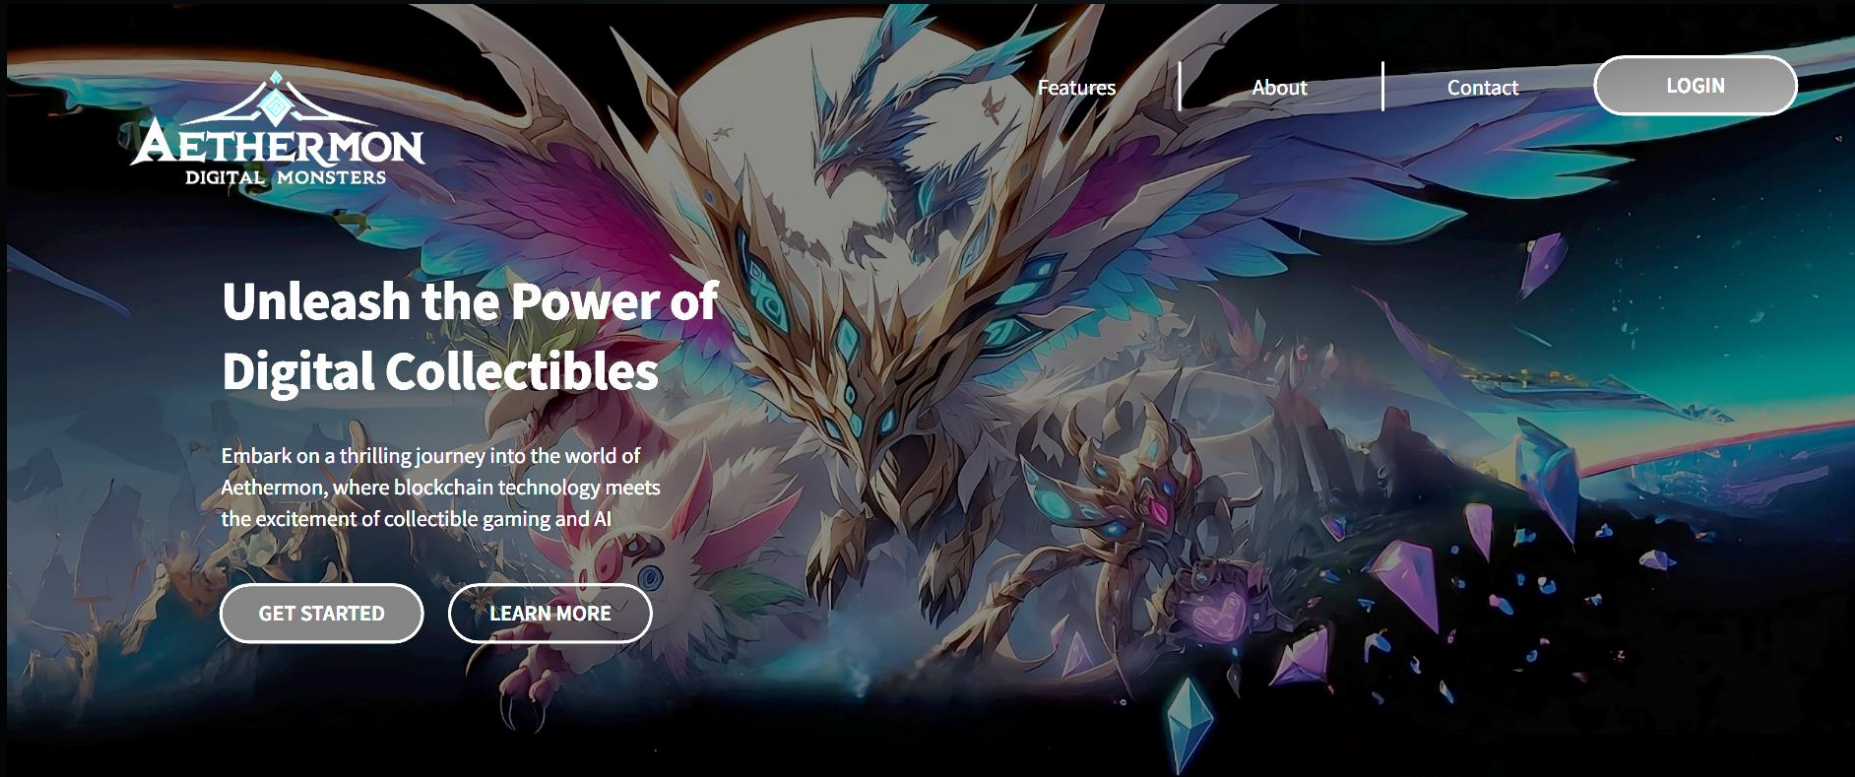 AETHERMON
DIGITAL MONSTERS
Features
About
Contact
LOGIN
Unleash the Power of
Digital Collectibles
Embark on a thrilling journey into the world of
Aethermon, where blockchain technology meets
the excitement of collectible gaming and AI
GET STARTED
LEARN MORE